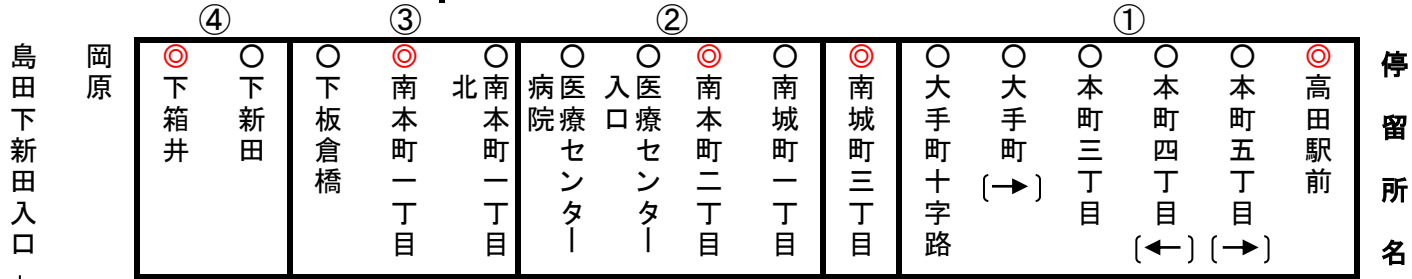 ④ ③ ② ①
停留所名
◎高田駅前
○本町五丁目(→)
○本町四丁目(←)
○本町三丁目
○大手町(→)
○大手町十字路
◎南城町三丁目
○南城町一丁目
◎南本町二丁目
○医療センター
入口
○医療センター
病院
○南本町一丁目
北
◎南本町一丁目
○下板倉橋
○下新田
◎下箱井
岡原
島田下新田入口